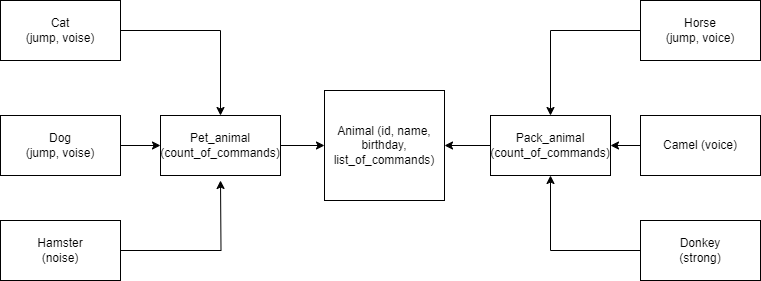 Cat
(jump, voise)
Horse
(jump, voice)
Dog
(jump, voise)
Pet_animal
(count_of_commands)
Animal (id, name,
birthday,
list_of_commands)
Pack_animal
(count_of_commands)
Camel (voice)
Hamster
(noise)
Donkey
(strong)